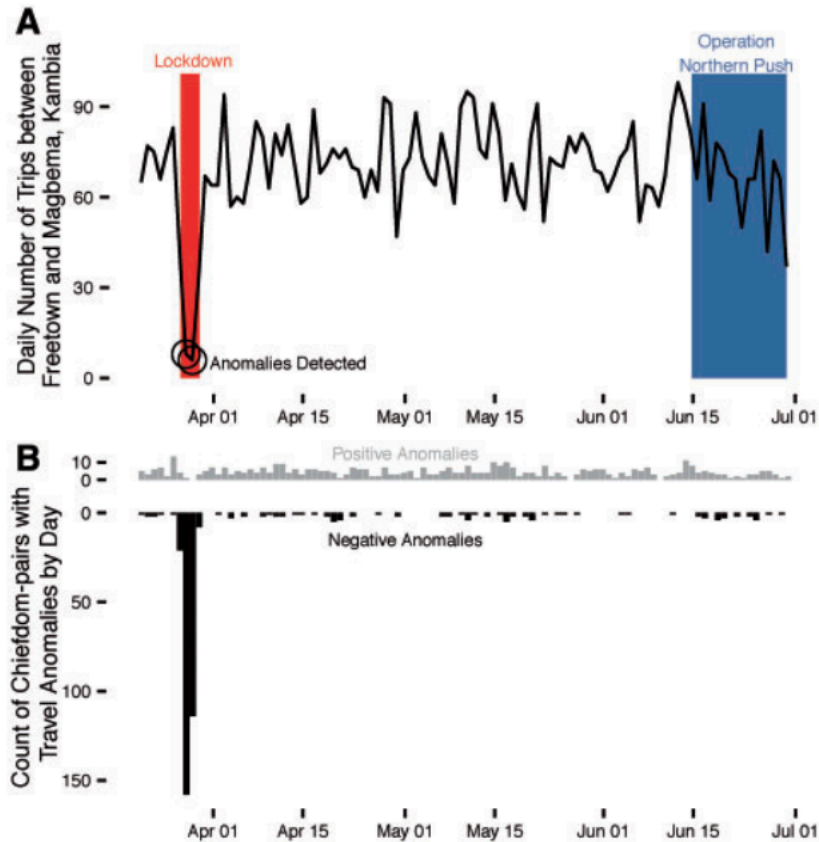 A
Lockdown
Operation
Northern Push
Daily Number of Trips between
Freetown and Magbema, Kambia
90
60
30
0
Anomalies Detected
Apr 01
Apr 15
May 01
May 15
Jun 01
Jun 15
Jul 01
B
Positive Anomalies
10
0
0
Negative Anomalies
Count of Chiefdom-pairs with
Travel Anomalies by Day
50
100
150
Apr 01
Apr 15
May 01
May 15
Jun 01
Jun 15
Jul 01